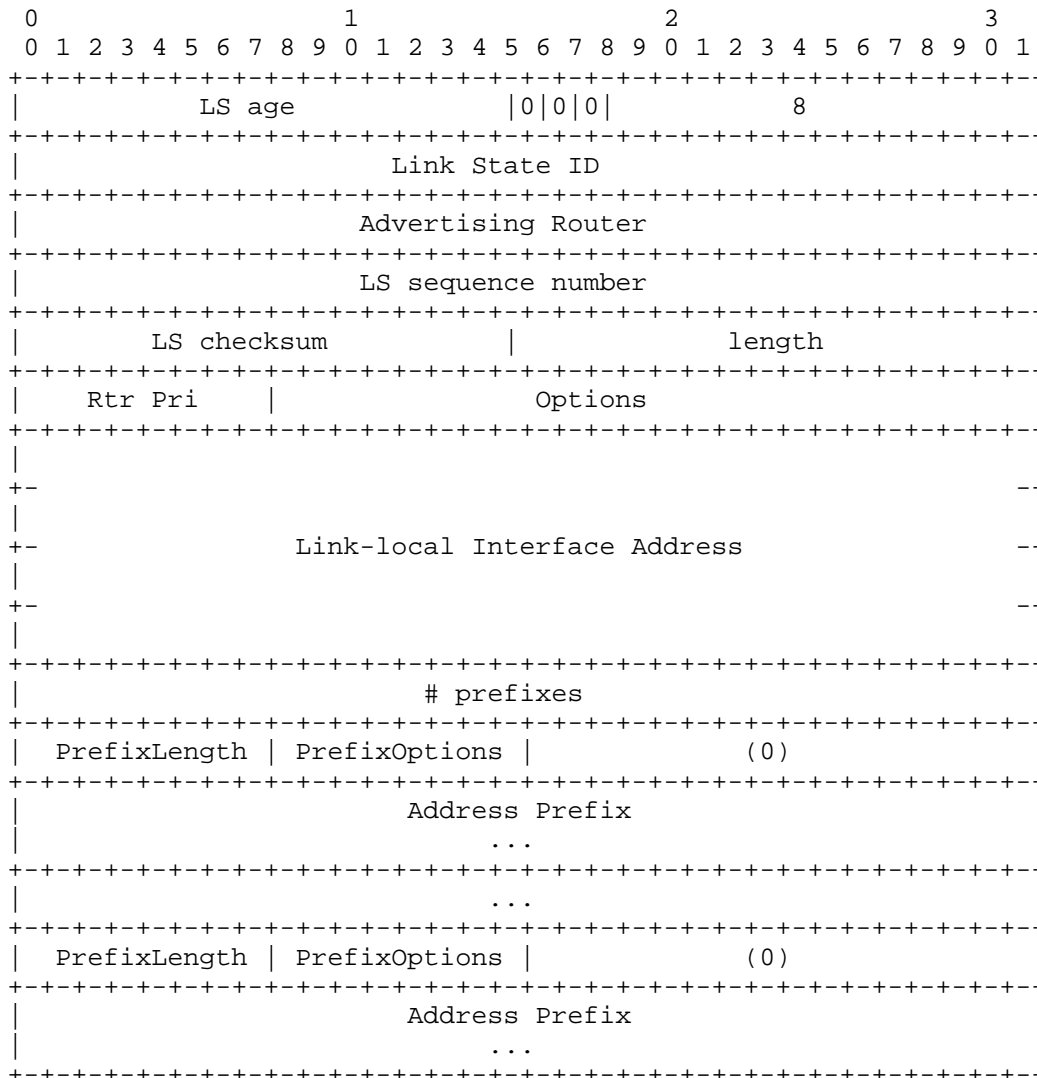 0                   1                   2                   3
 0 1 2 3 4 5 6 7 8 9 0 1 2 3 4 5 6 7 8 9 0 1 2 3 4 5 6 7 8 9 0 1
+-+-+-+-+-+-+-+-+-+-+-+-+-+-+-+-+-+-+-+-+-+-+-+-+-+-+-+-+-+-+-+-
|           LS age             |0|0|0|           8
+-+-+-+-+-+-+-+-+-+-+-+-+-+-+-+-+-+-+-+-+-+-+-+-+-+-+-+-+-+-+-+-
|                       Link State ID
+-+-+-+-+-+-+-+-+-+-+-+-+-+-+-+-+-+-+-+-+-+-+-+-+-+-+-+-+-+-+-+-
|                     Advertising Router
+-+-+-+-+-+-+-+-+-+-+-+-+-+-+-+-+-+-+-+-+-+-+-+-+-+-+-+-+-+-+-+-
|                     LS sequence number
+-+-+-+-+-+-+-+-+-+-+-+-+-+-+-+-+-+-+-+-+-+-+-+-+-+-+-+-+-+-+-+-
|        LS checksum           |             length
+-+-+-+-+-+-+-+-+-+-+-+-+-+-+-+-+-+-+-+-+-+-+-+-+-+-+-+-+-+-+-+-
|    Rtr Pri    |                Options
+-+-+-+-+-+-+-+-+-+-+-+-+-+-+-+-+-+-+-+-+-+-+-+-+-+-+-+-+-+-+-+-
|
+-                                                             -
|
+-                Link-local Interface Address                 -
|
+-                                                             -
|
+-+-+-+-+-+-+-+-+-+-+-+-+-+-+-+-+-+-+-+-+-+-+-+-+-+-+-+-+-+-+-+-
|                         # prefixes
+-+-+-+-+-+-+-+-+-+-+-+-+-+-+-+-+-+-+-+-+-+-+-+-+-+-+-+-+-+-+-+-
|  PrefixLength | PrefixOptions |             (0)
+-+-+-+-+-+-+-+-+-+-+-+-+-+-+-+-+-+-+-+-+-+-+-+-+-+-+-+-+-+-+-+-
|                        Address Prefix
|                             ...
+-+-+-+-+-+-+-+-+-+-+-+-+-+-+-+-+-+-+-+-+-+-+-+-+-+-+-+-+-+-+-+-
|                             ...
+-+-+-+-+-+-+-+-+-+-+-+-+-+-+-+-+-+-+-+-+-+-+-+-+-+-+-+-+-+-+-+-
|  PrefixLength | PrefixOptions |             (0)
+-+-+-+-+-+-+-+-+-+-+-+-+-+-+-+-+-+-+-+-+-+-+-+-+-+-+-+-+-+-+-+-
|                        Address Prefix
|                             ...
+-+-+-+-+-+-+-+-+-+-+-+-+-+-+-+-+-+-+-+-+-+-+-+-+-+-+-+-+-+-+-+-